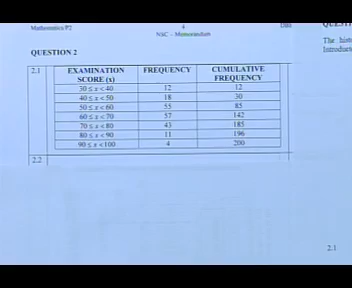 Mathematics/P2
4
NSC - Memorandum
DBE
QUESTION 2
2.1
EXAMINATION SCORE (x) FREQUENCY CUMULATIVE FREQUENCY
30 ≤ x < 40 12 12
40 ≤ x < 50 18 30
50 ≤ x < 60 55 85
60 ≤ x < 70 57 142
70 ≤ x < 80 43 185
80 ≤ x < 90 11 196
90 ≤ x < 100 4 200
2.2
The
2.1